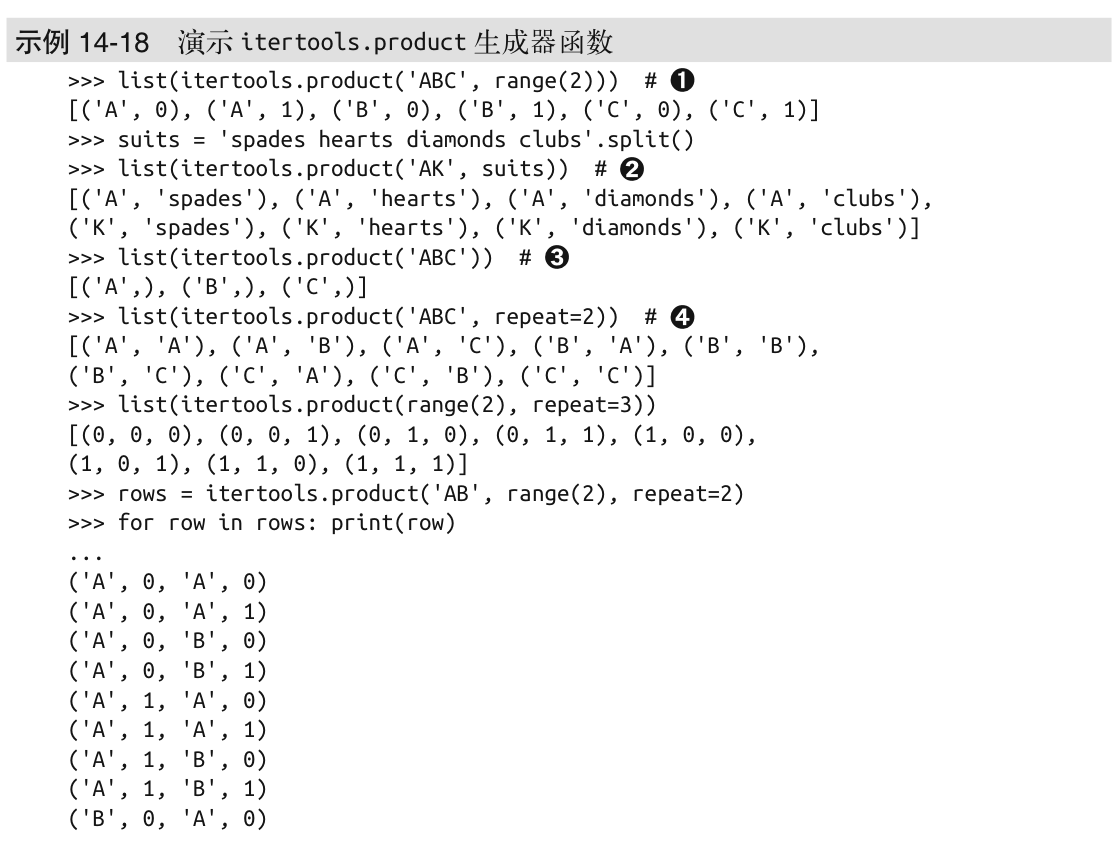 示例 14-18 演示 itertools.product 生成器函数
>>> list(itertools.product('ABC', range(2))) # ❶
[('A', 0), ('A', 1), ('B', 0), ('B', 1), ('C', 0), ('C', 1)]
>>> suits = 'spades hearts diamonds clubs'.split()
>>> list(itertools.product('AK', suits)) # ❷
[('A', 'spades'), ('A', 'hearts'), ('A', 'diamonds'), ('A', 'clubs'),
('K', 'spades'), ('K', 'hearts'), ('K', 'diamonds'), ('K', 'clubs')]
>>> list(itertools.product('ABC')) # ❸
[('A',), ('B',), ('C',)]
>>> list(itertools.product('ABC', repeat=2)) # ❹
[('A', 'A'), ('A', 'B'), ('A', 'C'), ('B', 'A'), ('B', 'B'),
('B', 'C'), ('C', 'A'), ('C', 'B'), ('C', 'C')]
>>> list(itertools.product(range(2), repeat=3))
[(0, 0, 0), (0, 0, 1), (0, 1, 0), (0, 1, 1), (1, 0, 0),
(1, 0, 1), (1, 1, 0), (1, 1, 1)]
>>> rows = itertools.product('AB', range(2), repeat=2)
>>> for row in rows: print(row)
...
('A', 0, 'A', 0)
('A', 0, 'A', 1)
('A', 0, 'B', 0)
('A', 0, 'B', 1)
('A', 1, 'A', 0)
('A', 1, 'A', 1)
('A', 1, 'B', 0)
('A', 1, 'B', 1)
('B', 0, 'A', 0)